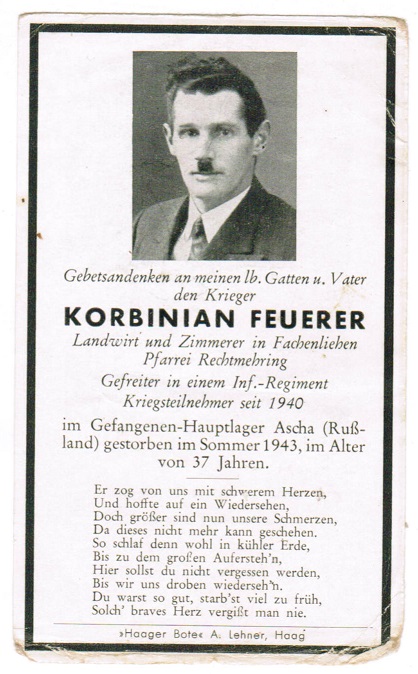 Gebetsandenken an meinen lb. Gatten u. Vater
den Krieger
KORBINIAN FEUERER
Landwirt und Zimmerer in Fachenliehen
Pfarrei Rechtmehring
Gefreiter in einem Inf.-Regiment
Kriegsteilnehmer seit 1940
im Gefangenen-Hauptlager Ascha (Ruß-
land) gestorben im Sommer 1943, im Alter
von 37 Jahren.
Er zog von uns mit schwerem Herzen,
Und hoffte auf ein Wiedersehen,
Doch größer sind nun unsere Schmerzen,
Da dieses nicht mehr kann geschehen.
So schlaf denn wohl in kühler Erde,
Bis zu dem großen Aufersteh'n,
Hier sollst du nicht vergessen werden,
Bis wir uns droben wiederseh'n.
Du warst so gut, starb'st viel zu früh,
Solch' braves Herz vergißt man nie.
»Haager Bote« A. Lehner, Haag